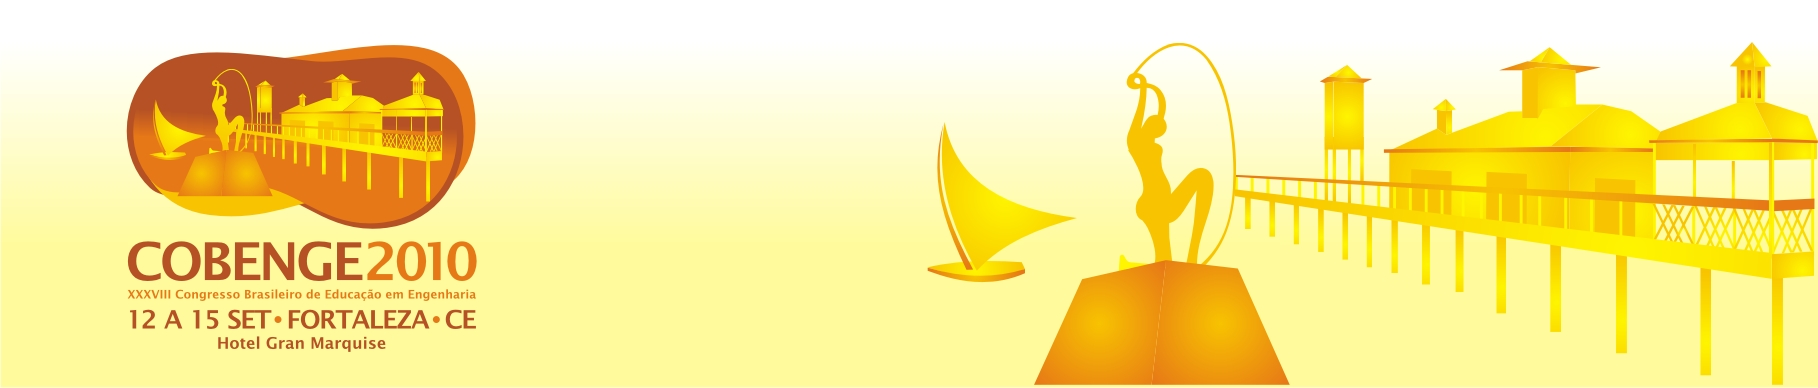 COBENGE2010
XXXVIII Congresso Brasileiro de Educação em Engenharia
12 A 15 SET • FORTALEZA • CE
Hotel Gran Marquise